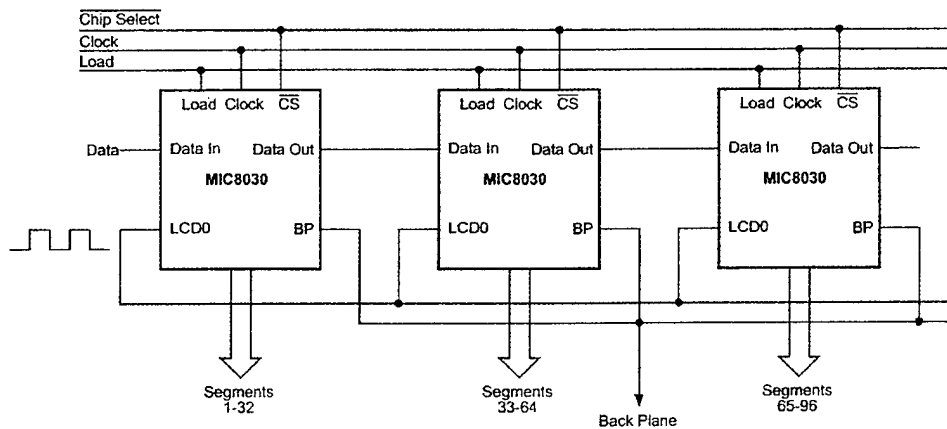 Chip Select
Clock
Load
Load Clock CS
Load Clock CS
Load Clock CS
Data
Data In Data Out
Data In Data Out
Data In Data Out
MIC8030
MIC8030
MIC8030
LCD0 BP
LCD0 BP
LCD0 BP
Segments
1-32
Segments
33-64
Segments
65-96
Back Plane